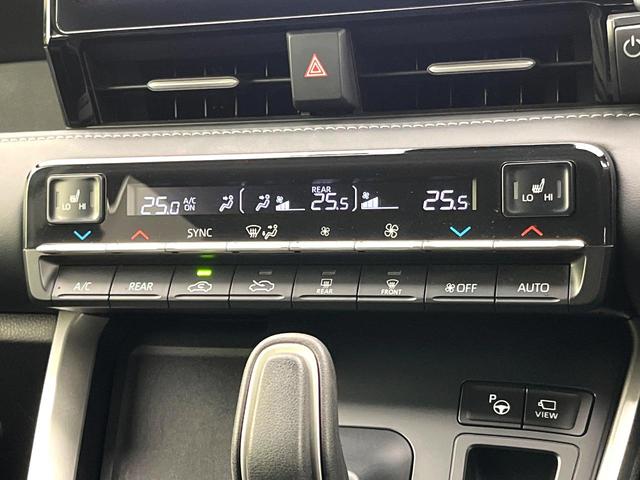 LO HI
25.0 A/C ON
REAR 25.5
25.5
LO HI
SYNC
A/C REAR REAR FRONT OFF AUTO
P VIEW